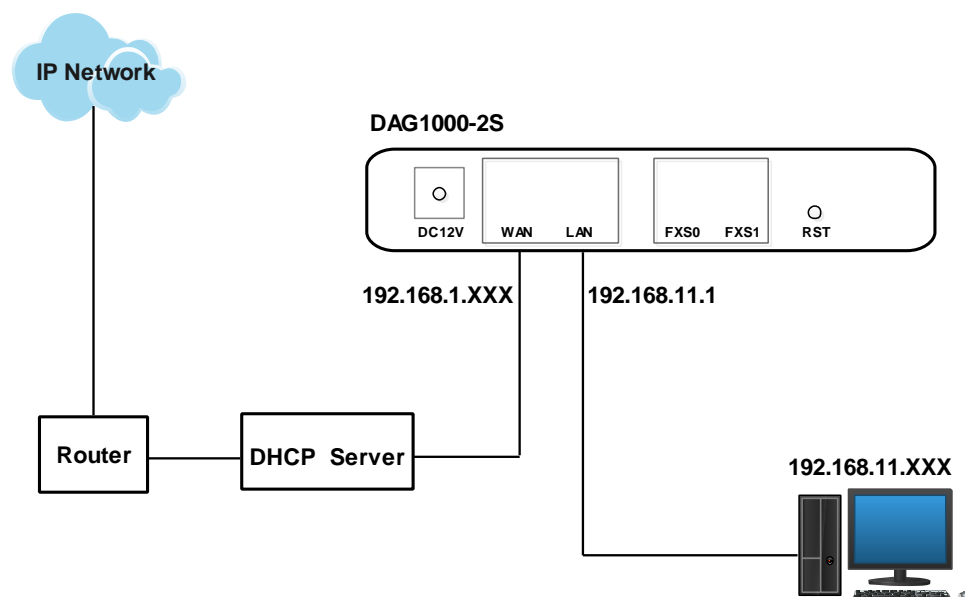 IP Network
DAG1000-2S
DC12V WAN LAN FXS0 FXS1 RST
192.168.1.XXX 192.168.11.1
Router DHCP Server
192.168.11.XXX